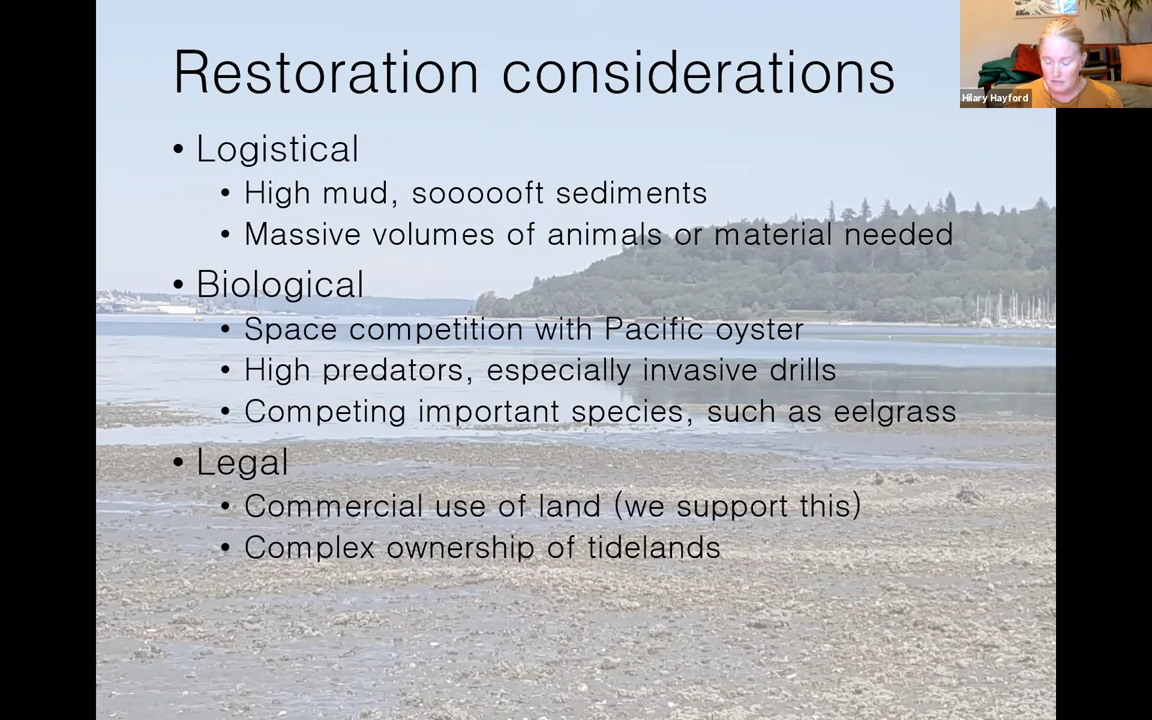 Restoration considerations
Hilary Hayford
• Logistical
• High mud, soooooft sediments
• Massive volumes of animals or material needed
• Biological
• Space competition with Pacific oyster
• High predators, especially invasive drills
• Competing important species, such as eelgrass
• Legal
• Commercial use of land (we support this)
• Complex ownership of tidelands